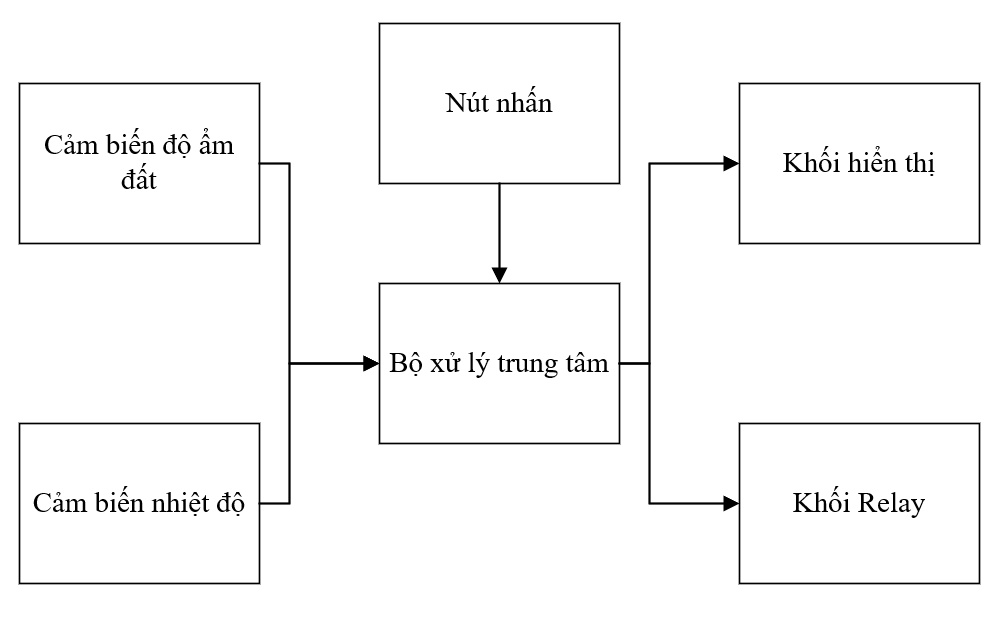 Nút nhấn
Cảm biến độ ẩm
đất
Khối hiển thị
Bộ xử lý trung tâm
Cảm biến nhiệt độ
Khối Relay